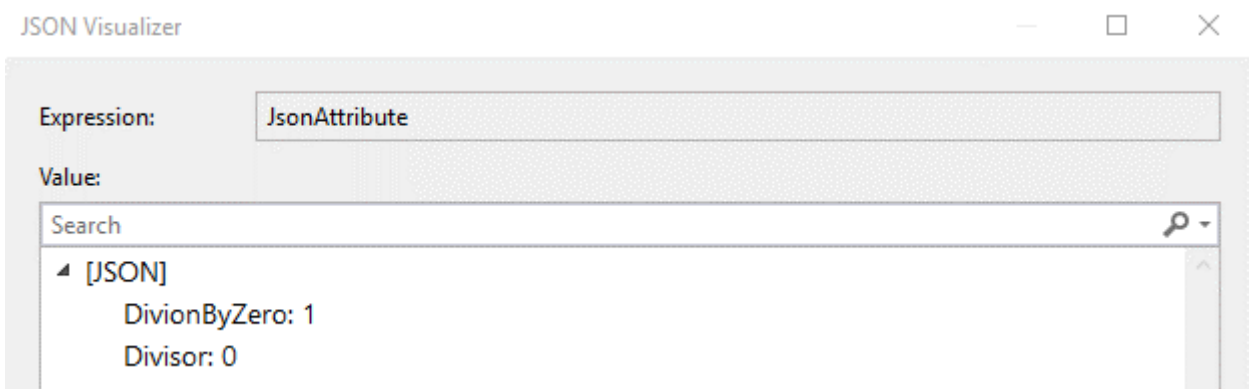 JSON Visualizer
Expression: JsonAttribute
Value:
Search
[JSON]
DivionByZero: 1
Divisor: 0